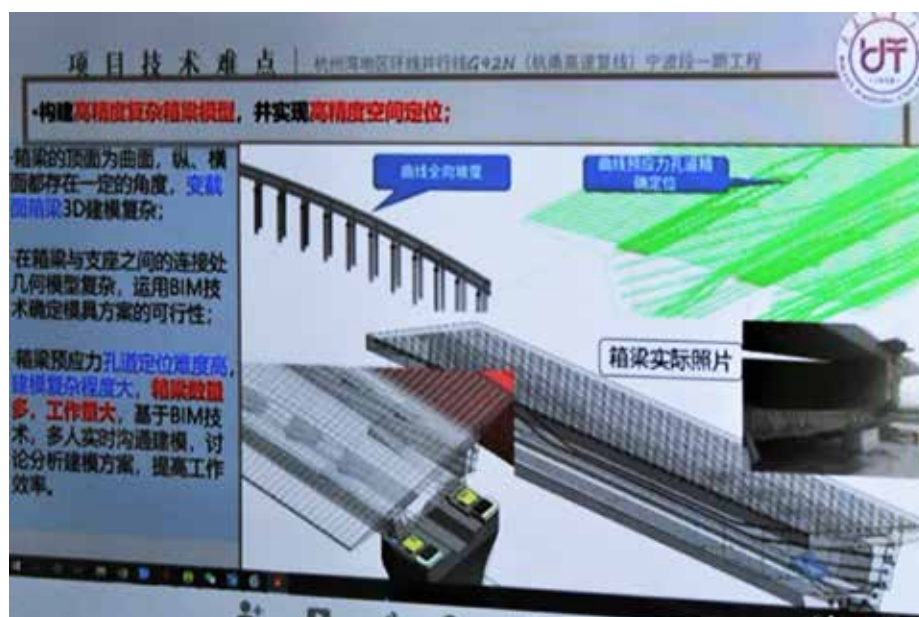 项目技术难点
杭州湾地区环线并行线G92N（杭甬高速复线）宁波段一期工程
•构建高精度复杂箱梁模型，并实现高精度空间定位；
•箱梁的顶面为曲面，纵、横
面都存在一定的角度，变截
面箱梁3D建模复杂；
•在箱梁与支座之间的连接处
几何模型复杂，运用BIM技
术确定模具方案的可行性；
•箱梁预应力孔道定位难度高，
建模复杂程度大，箱梁数量
多，工作量大，基于BIM技
术，多人实时沟通建模，讨
论分析建模方案，提高工作
效率。
曲线全向坡度
曲线预应力孔道精
确定位
箱梁实际照片